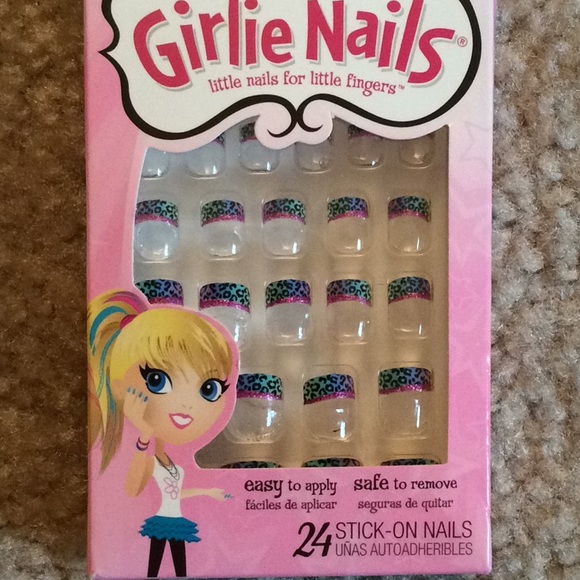 Girlie Nails®
little nails for little fingers™
easy to apply safe to remove
fáciles de aplicar seguras de quitar
24 STICK-ON NAILS
UÑAS AUTOADHERIBLES